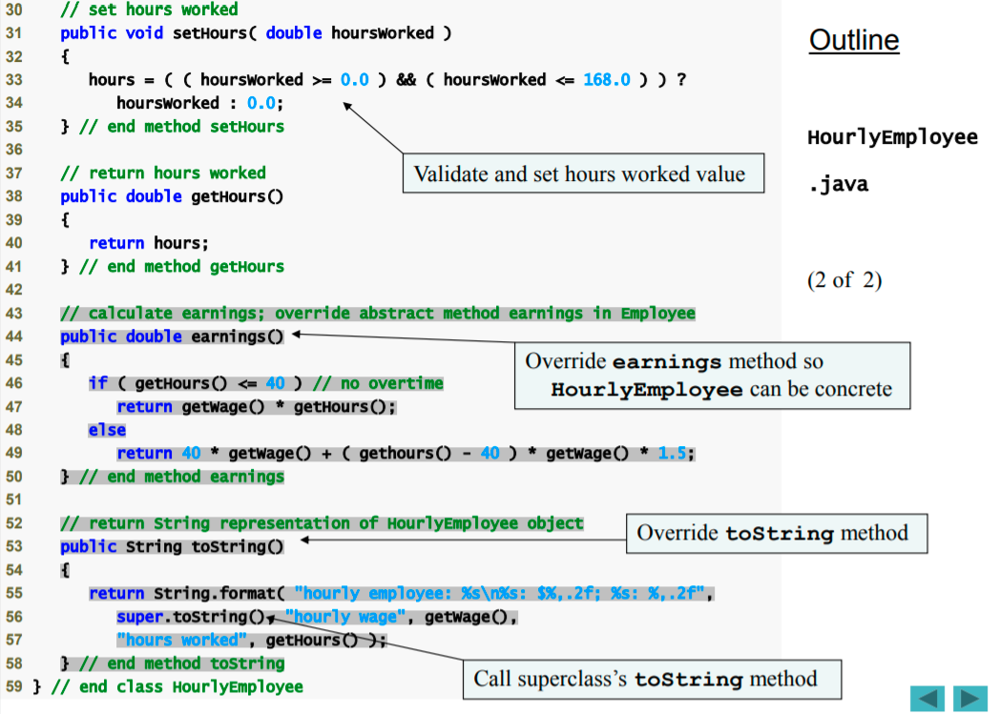 30 // set hours worked
31 public void setHours( double hoursWorked )
32 {
33 hours = ( ( hoursWorked >= 0.0 ) && ( hoursWorked <= 168.0 ) ) ?
34 hoursWorked : 0.0;
35 } // end method setHours
36
37 // return hours worked
38 public double getHours()
39 {
40 return hours;
41 } // end method getHours
42
43 // calculate earnings; override abstract method earnings in Employee
44 public double earnings()
45 {
46 if ( getHours() <= 40 ) // no overtime
47 return getWage() * getHours();
48 else
49 return 40 * getWage() + ( gethours() - 40 ) * getWage() * 1.5;
50 } // end method earnings
51
52 // return String representation of HourlyEmployee object
53 public String toString()
54 {
55 return String.format( "hourly employee: %s\n%s: $%,.2f; %s: %,.2f",
56 super.toString(), "hourly wage", getWage(),
57 "hours worked", getHours() );
58 } // end method toString
59 } // end class HourlyEmployee
Validate and set hours worked value
Override earnings method so
HourlyEmployee can be concrete
Override toString method
Call superclass's toString method
Outline
HourlyEmployee
.java
(2 of 2)